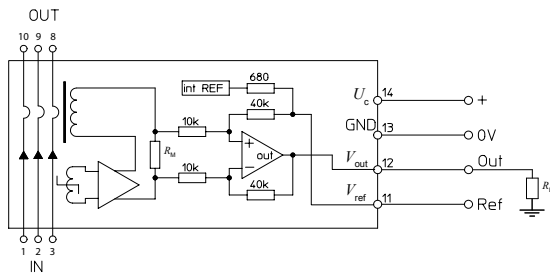 OUT
10 9 8
int REF
680
40k
10k
R_M
+
out
−
10k
40k
U_c 14 +
GND 13 0V
V_out 12 Out
V_ref 11 Ref
1 2 3
IN